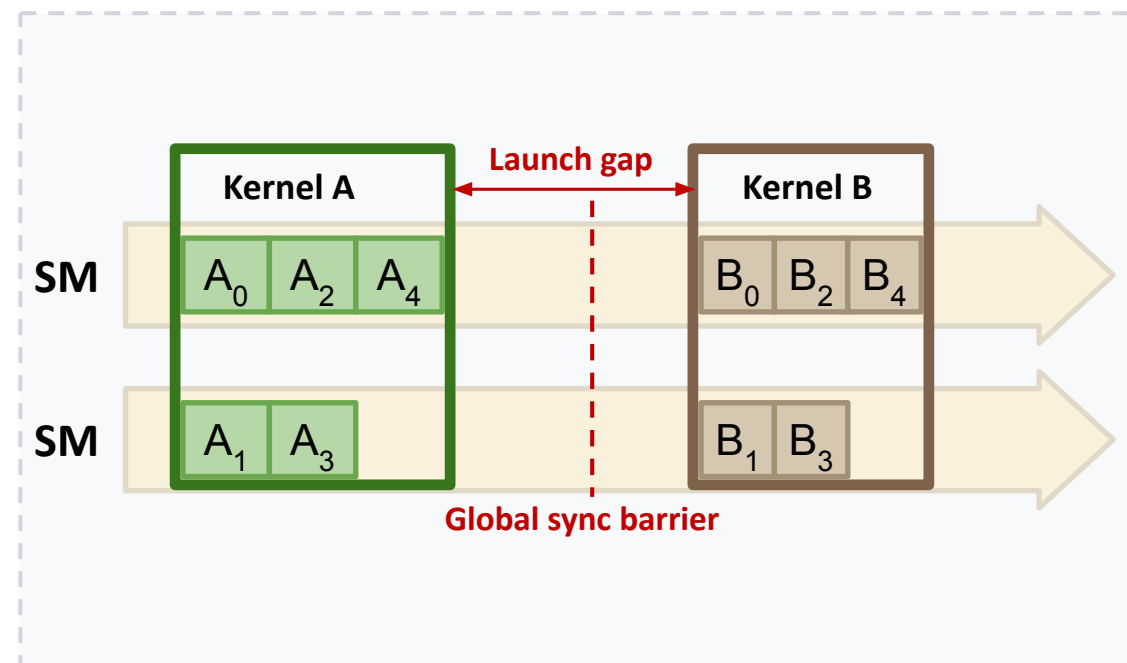 Launch gap
Kernel A
Kernel B
SM
A0 A2 A4
B0 B2 B4
SM
A1 A3
B1 B3
Global sync barrier